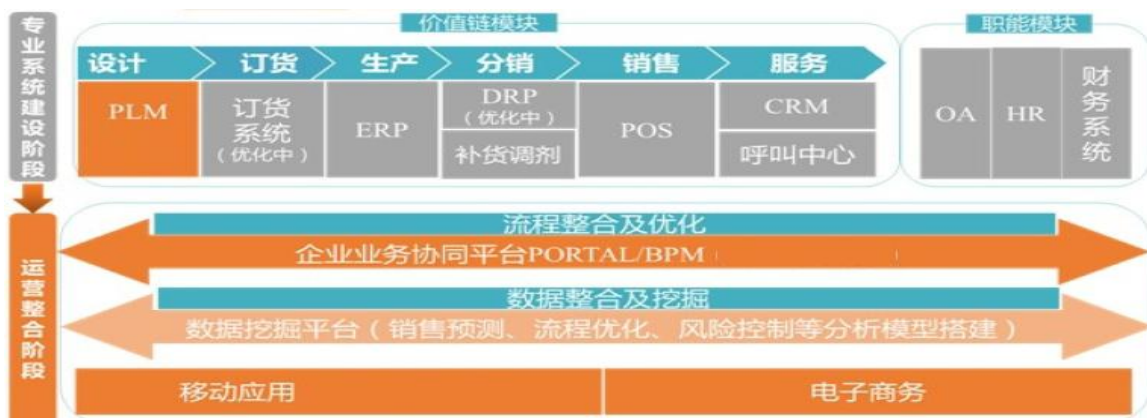 专业系统建设阶段
价值链模块
职能模块
设计
订货
生产
分销
销售
服务
PLM
订货
系统
(优化中)
ERP
DRP
(优化中)
补货调剂
POS
CRM
呼叫中心
OA
HR
财务系统
运营整合阶段
流程整合及优化
企业业务协同平台PORTAL/BPM
数据整合及挖掘
数据挖掘平台(销售预测、流程优化、风险控制等分析模型搭建)
移动应用
电子商务